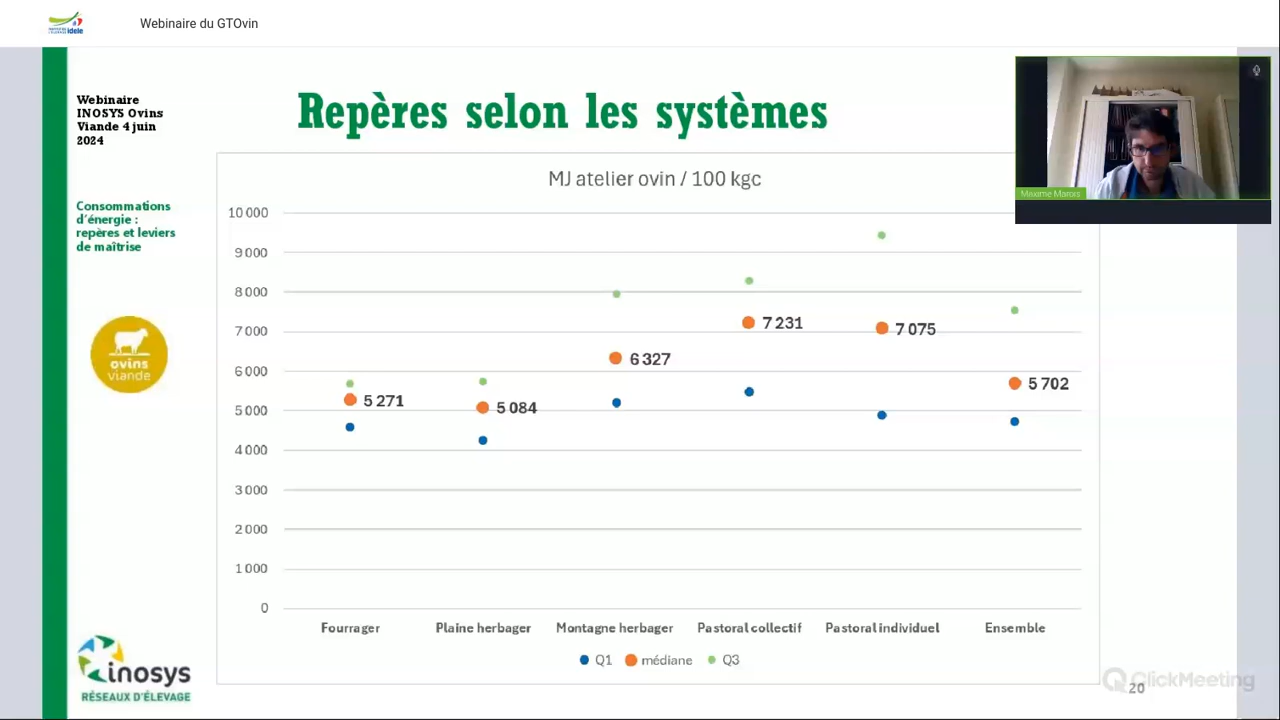 idele
Webinaire du GTOvin
Webinaire
INOSYS Ovins
Viande 4 juin
2024
Repères selon les systèmes
Maxime Marois
Consommations
d'énergie :
repères et leviers
de maîtrise
ovins
viande
MJ atelier ovin / 100 kgc
10 000
9 000
8 000
7 000
6 000
5 000
4 000
3 000
2 000
1 000
0
5 271
5 084
6 327
7 231
7 075
5 702
Fourrager
Plaine herbager
Montagne herbager
Pastoral collectif
Pastoral individuel
Ensemble
Q1
médiane
Q3
inosys
RÉSEAUX D'ÉLEVAGE
ClickMeeting
20